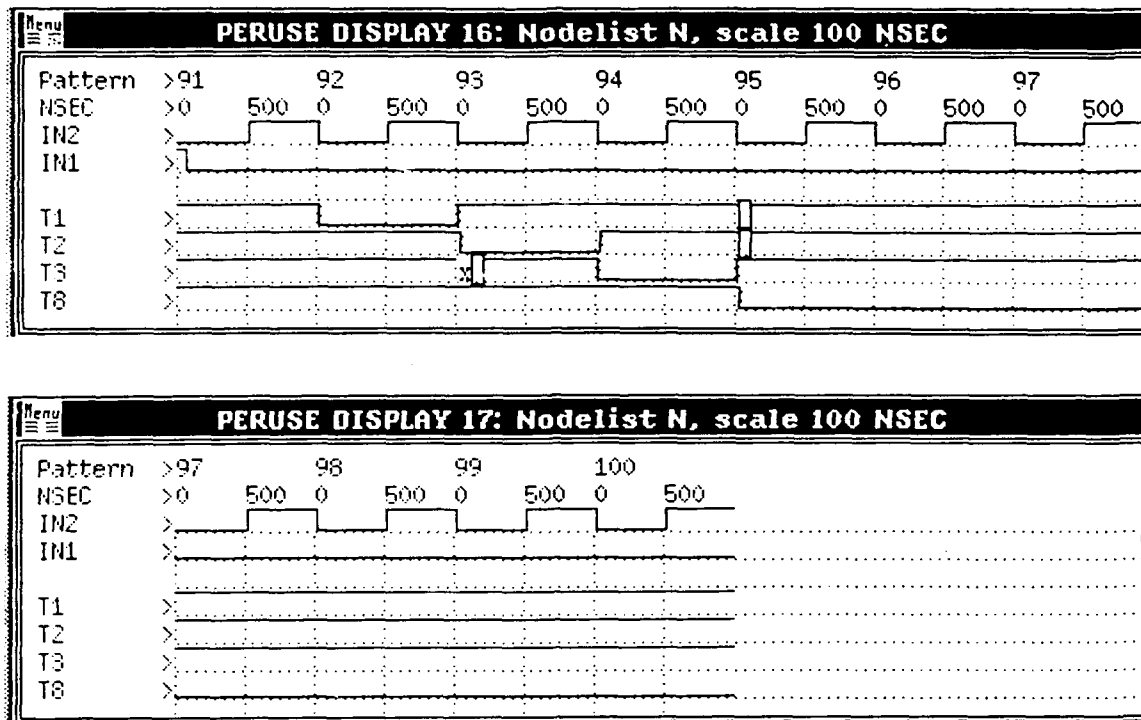 Menu PERUSE DISPLAY 16: Nodelist N, scale 100 NSEC
Pattern >91 92 93 94 95 96 97
NSEC >0 500 0 500 0 500 0 500 0 500 0 500 0 500
IN2 >
IN1 >
T1 >
T2 >
T3 > X
T8 >
Menu PERUSE DISPLAY 17: Nodelist N, scale 100 NSEC
Pattern >97 98 99 100
NSEC >0 500 0 500 0 500 0 500
IN2 >
IN1 >
T1 >
T2 >
T3 >
T8 >